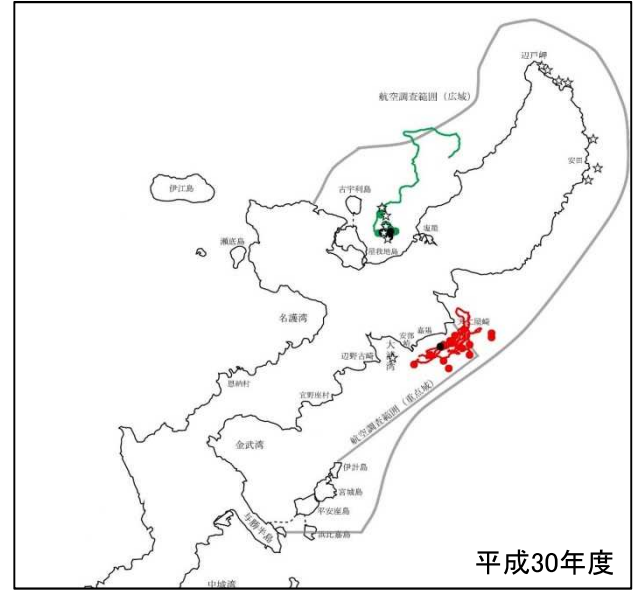 辺戸岬
航空調査範囲（広域）
安田
伊江島
古宇利島
塩屋
瀬底島
屋我地島
名護湾
嘉陽
安部
大浦湾
辺野古崎
恩納村
宜野座村
航空調査範囲（重点域）
金武湾
伊計島
宮城島
平安座島
与勝半島
浜比嘉島
平成30年度
中城湾